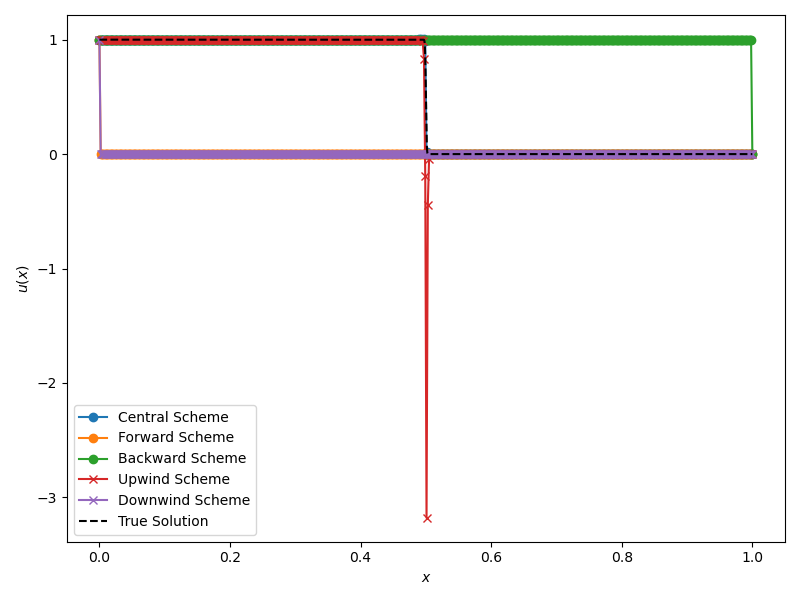 1
0
−1
−2
−3
u(x)
Central Scheme
Forward Scheme
Backward Scheme
Upwind Scheme
Downwind Scheme
True Solution
0.0 0.2 0.4 0.6 0.8 1.0
x